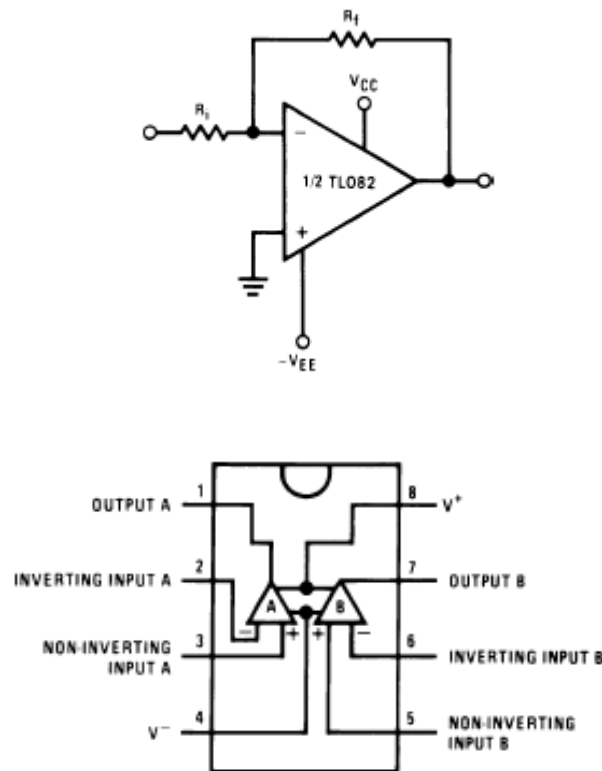 Rf
VCC
Ri
−
1/2 TL082
+
−VEE
1
OUTPUT A
8
V+
2
INVERTING INPUT A
7
OUTPUT B
A
B
−
+
+
−
3
NON-INVERTING
INPUT A
6
INVERTING INPUT B
4
V−
5
NON-INVERTING
INPUT B